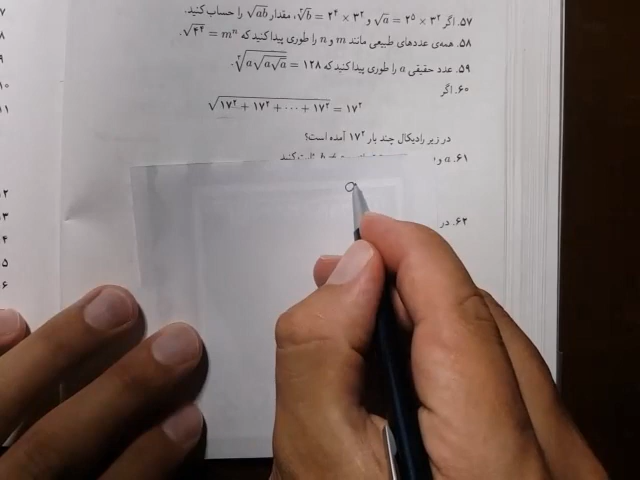 ۵۷. اگر √a = ۲^۵ × ۳^۲ و ∛b = ۲^۴ × ۳^۲، مقدار √ab را حساب کنید.
۵۸. همه‌ی عددهای طبیعی مانند m و n را طوری پیدا کنید که √۴^۴ = m^n.
۵۹. عدد حقیقی a را طوری پیدا کنید که ∛(a√(a√a)) = ۱۲۸.
۶۰. اگر
√(۱۷^۲ + ۱۷^۲ + ⋯ + ۱۷^۲) = ۱۷^۲
در زیر رادیکال چند بار ۱۷^۲ آمده است؟
۶۱. a و
۶۲. در